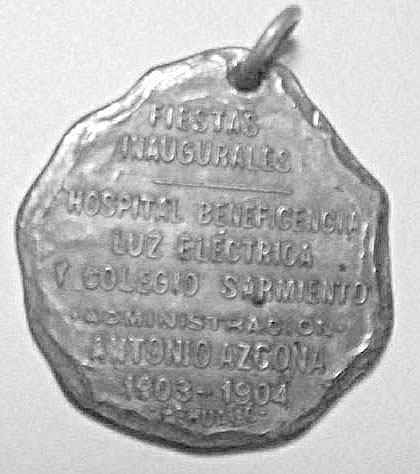 FIESTAS
INAUGURALES
HOSPITAL BENEFICENCIA
LUZ ELÉCTRICA
Y COLEGIO SARMIENTO
·ADMINISTRACION·
ANTONIO AZCONA
1903-1904